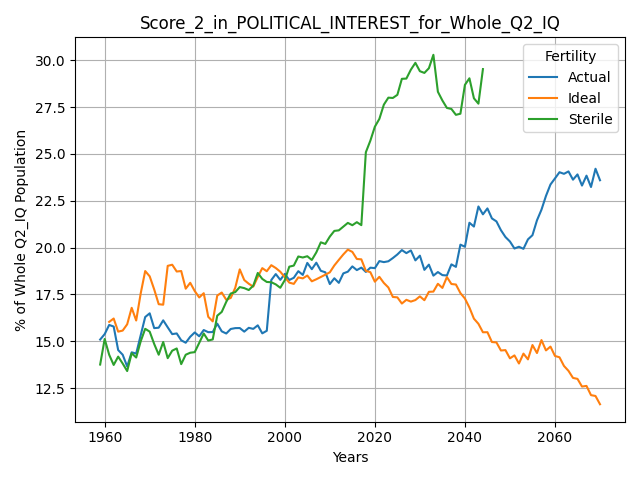 Score_2_in_POLITICAL_INTEREST_for_Whole_Q2_IQ
% of Whole Q2_IQ Population
30.0
27.5
25.0
22.5
20.0
17.5
15.0
12.5
Fertility
Actual
Ideal
Sterile
1960
1980
2000
2020
2040
2060
Years